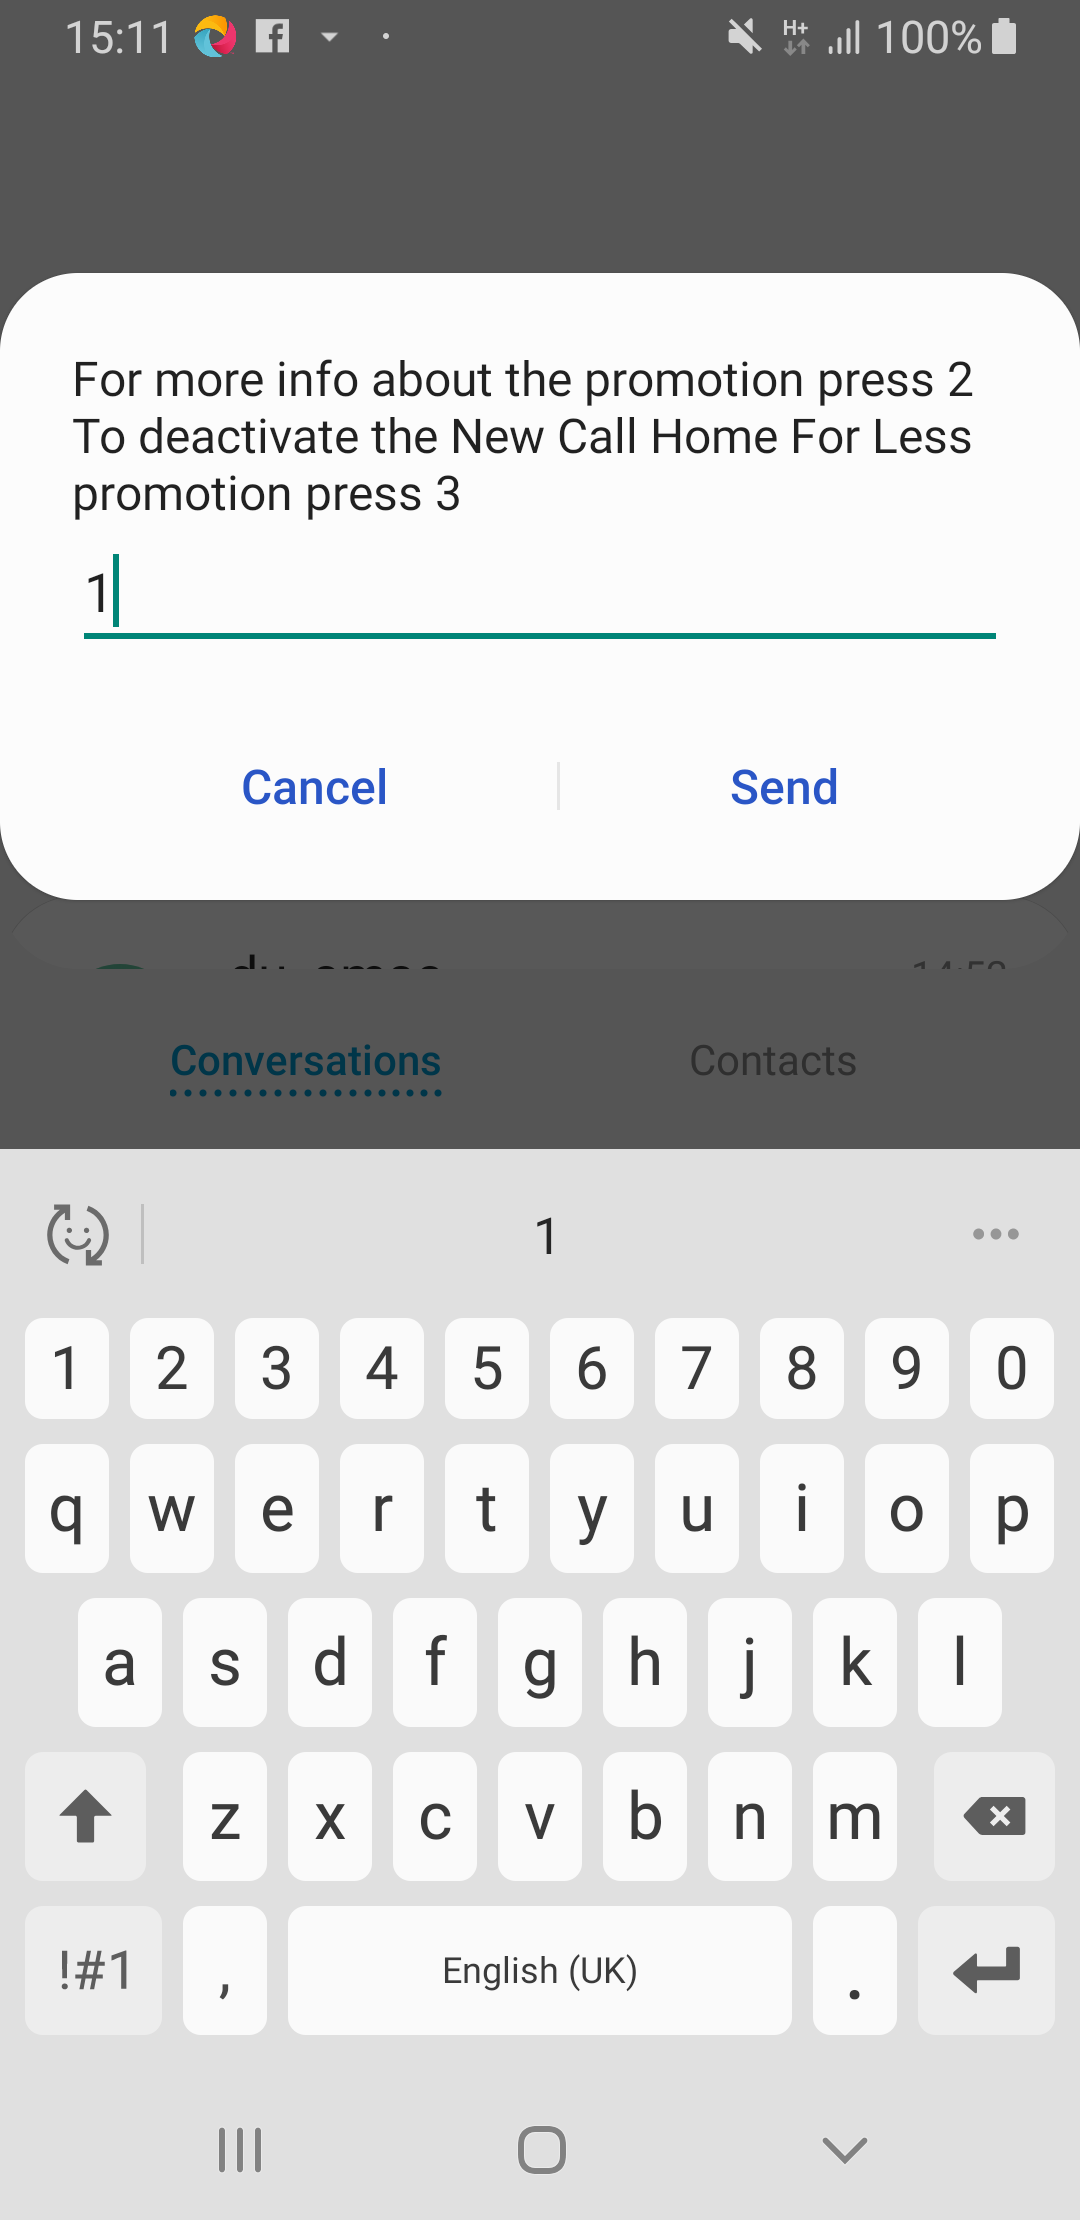 15:11
H+
100%
For more info about the promotion press 2
To deactivate the New Call Home For Less
promotion press 3
1
Cancel
Send
Conversations
Contacts
1
1 2 3 4 5 6 7 8 9 0
q w e r t y u i o p
a s d f g h j k l
z x c v b n m
!#1 , English (UK) .